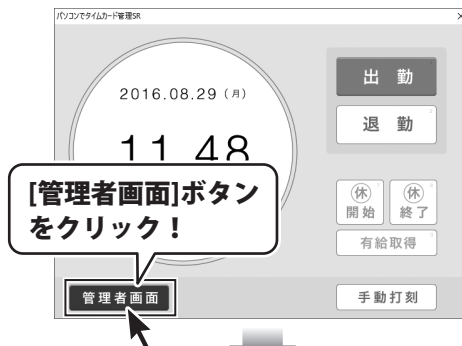 パソコンでタイムカード管理SR
2016.08.29 (月)
11 48
出 勤
退 勤
休
開始
休
終了
有給取得
[管理者画面]ボタン
をクリック！
管理者画面
手動打刻